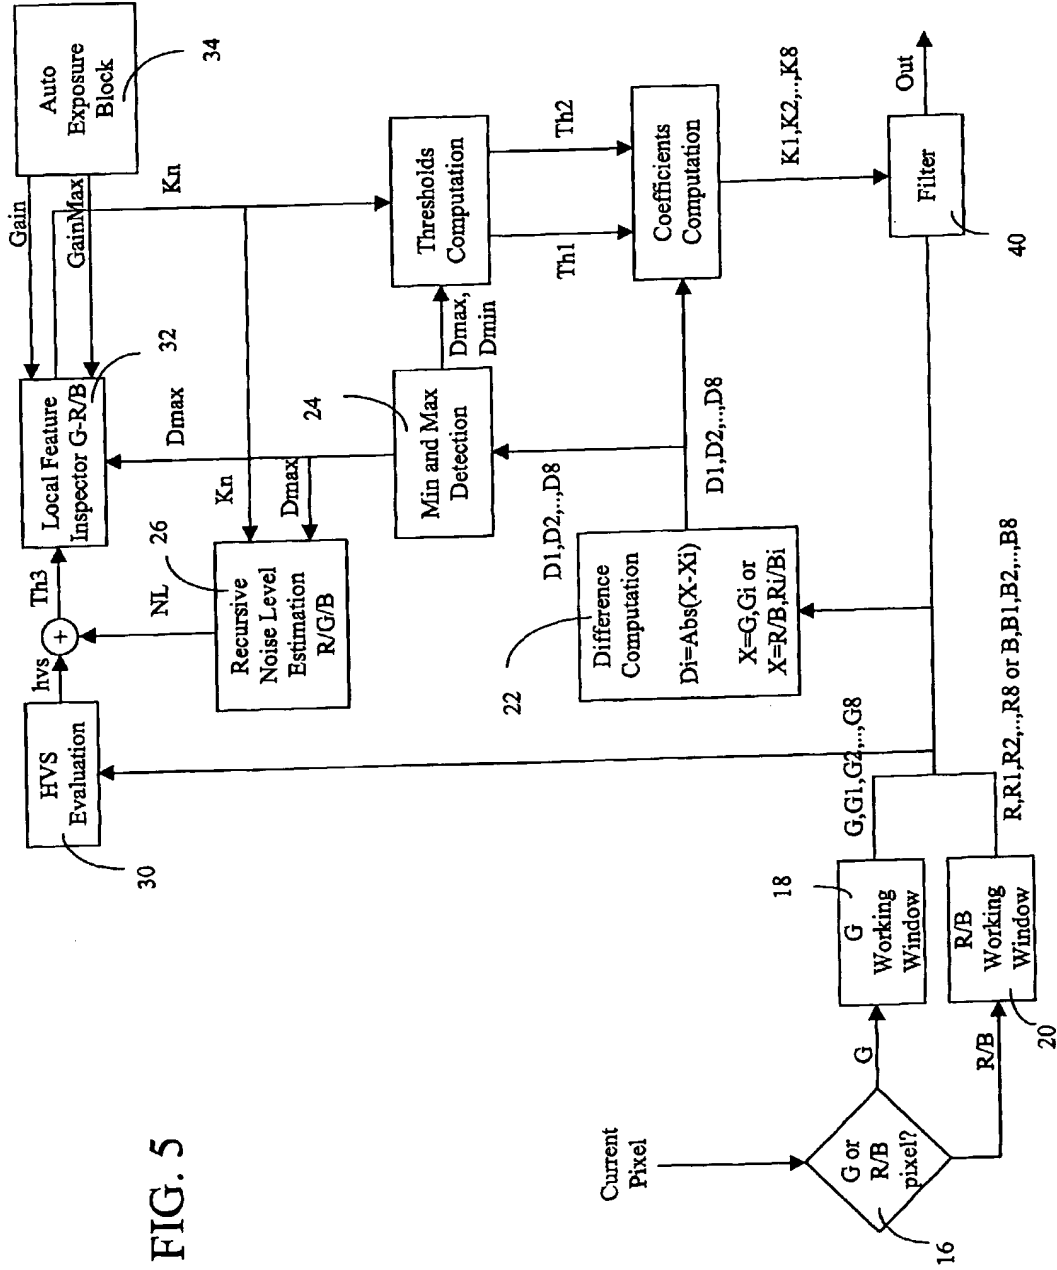 FIG. 5
Current
Pixel
G or
R/B
pixel?
16
G
R/B
G
Working
Window
18
R/B
Working
Window
20
G,G1,G2,..,G8
R,R1,R2...,R8 or B,B1,B2...,B8
HVS
Evaluation
30
hvs
+
Th3
NL
Recursive
Noise Level
Estimation
R/G/B
26
Kn
Dmax
Difference
Computation
Di=Abs(X-Xi)
X=G,Gi or
X=R/B,Ri/Bi
22
D1,D2,..,D8
D1,D2,..,D8
Min and Max
Detection
24
Dmax
Dmax,
Dmin
Local Feature
Inspector G-R/B
32
Gain
GainMax
Auto
Exposure
Block
34
Kn
Thresholds
Computation
Th1
Th2
Coefficients
Computation
K1,K2,..,K8
Filter
40
Out